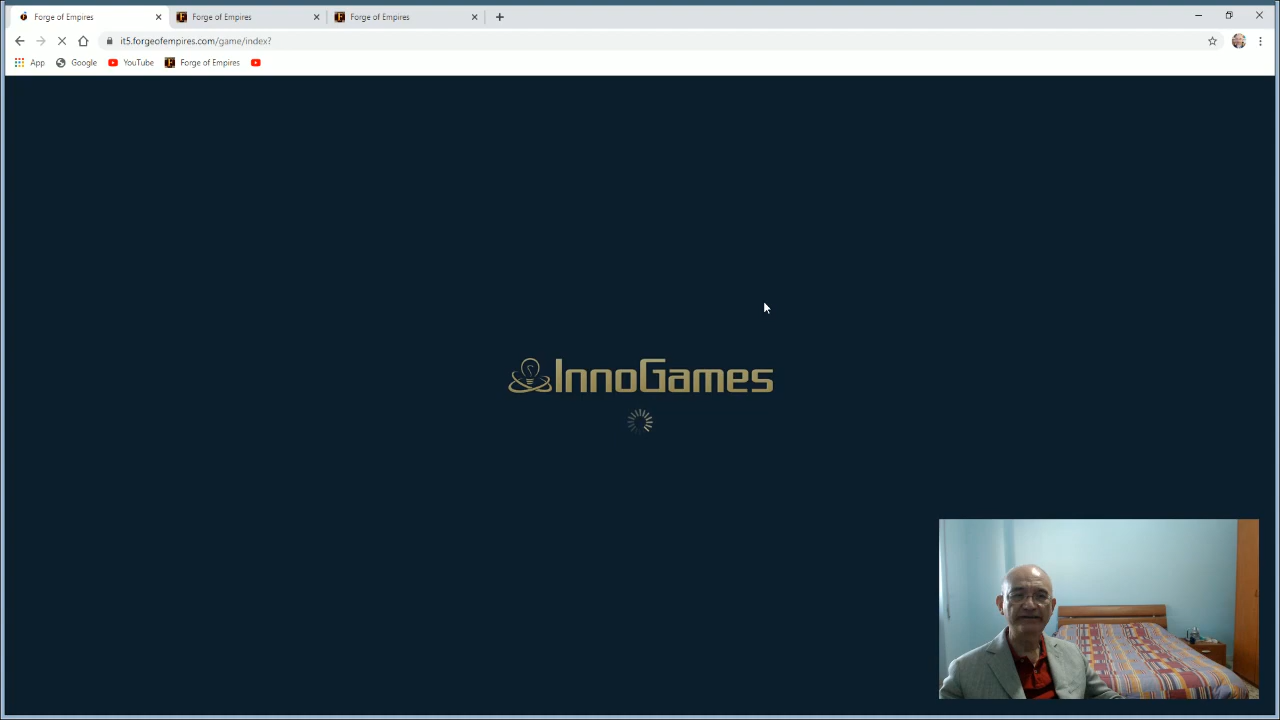 Forge of Empires
Forge of Empires
Forge of Empires
it5.forgeofempires.com/game/index?
App
Google
YouTube
Forge of Empires
InnoGames